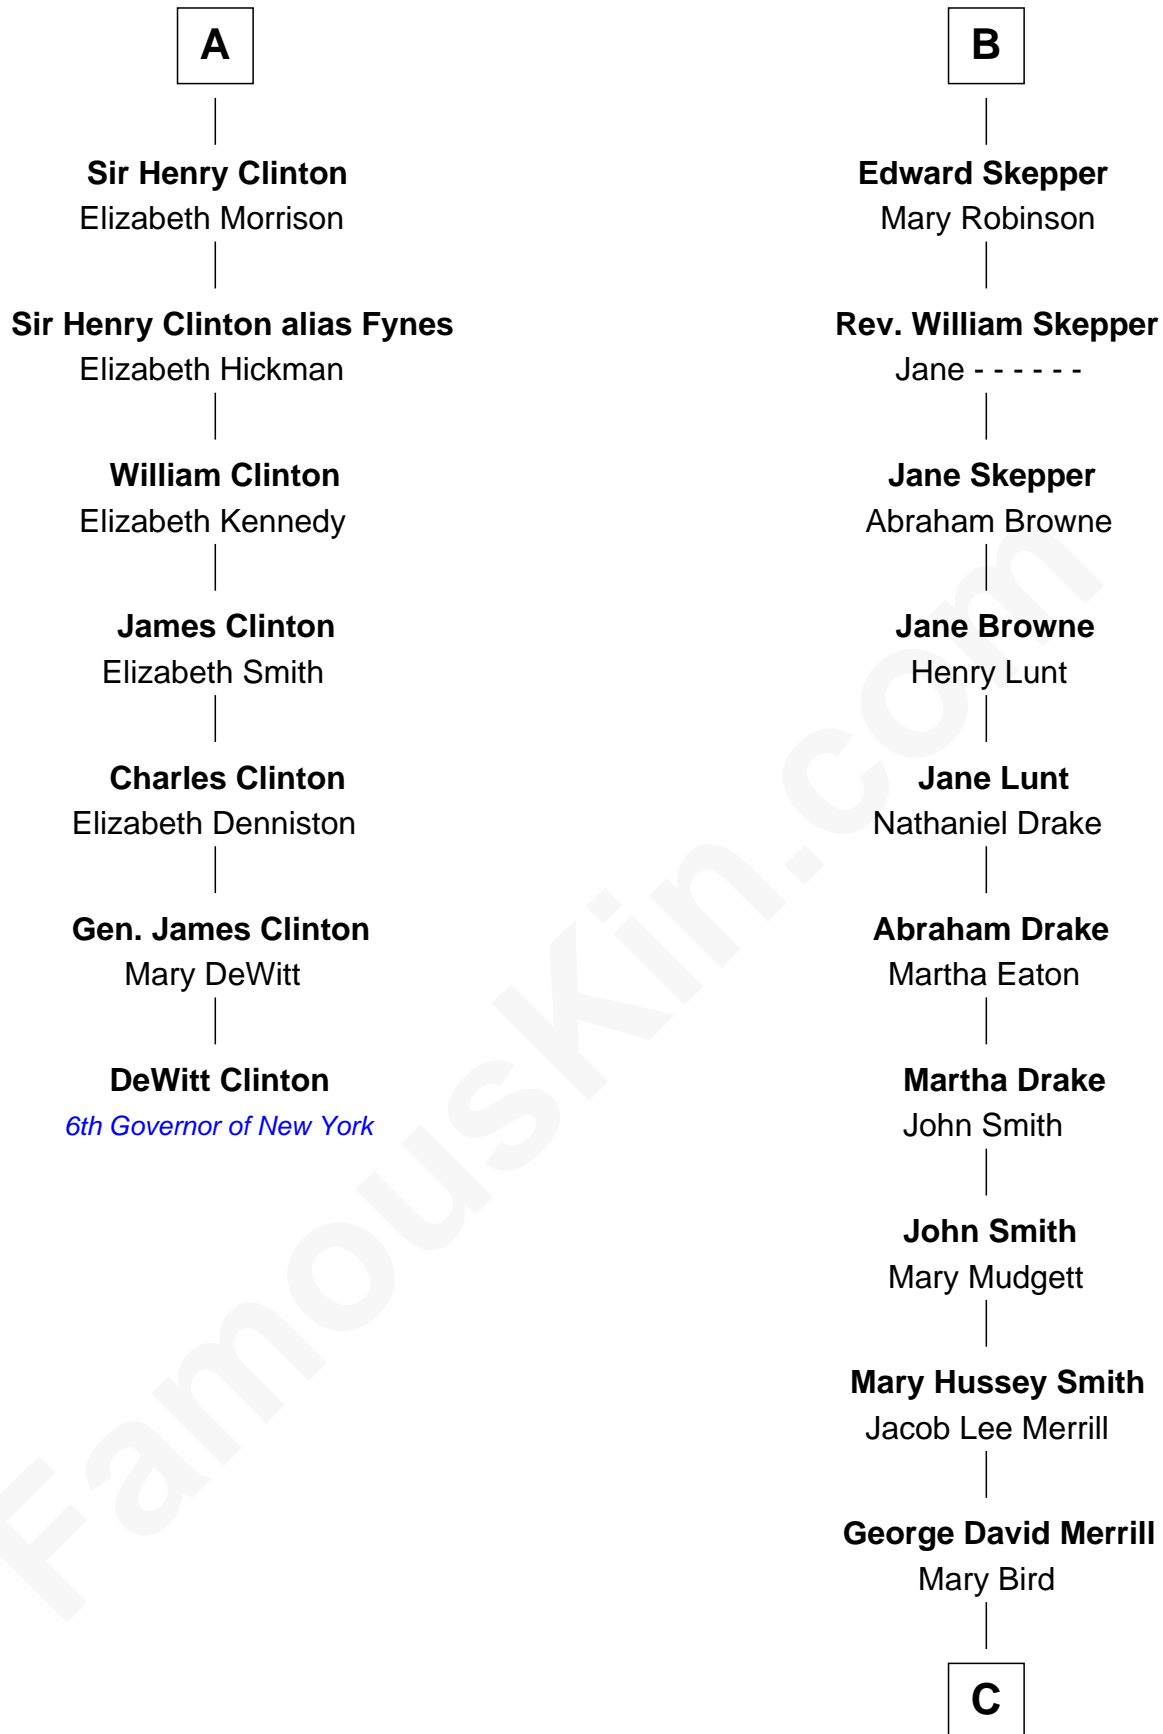 A
Sir Henry Clinton
Elizabeth Morrison
Sir Henry Clinton alias Fynes
Elizabeth Hickman
William Clinton
Elizabeth Kennedy
James Clinton
Elizabeth Smith
Charles Clinton
Elizabeth Denniston
Gen. James Clinton
Mary DeWitt
DeWitt Clinton
6th Governor of New York
B
Edward Skepper
Mary Robinson
Rev. William Skepper
Jane - - - - - -
Jane Skepper
Abraham Browne
Jane Browne
Henry Lunt
Jane Lunt
Nathaniel Drake
Abraham Drake
Martha Eaton
Martha Drake
John Smith
John Smith
Mary Mudgett
Mary Hussey Smith
Jacob Lee Merrill
George David Merrill
Mary Bird
C
FamousKin.com